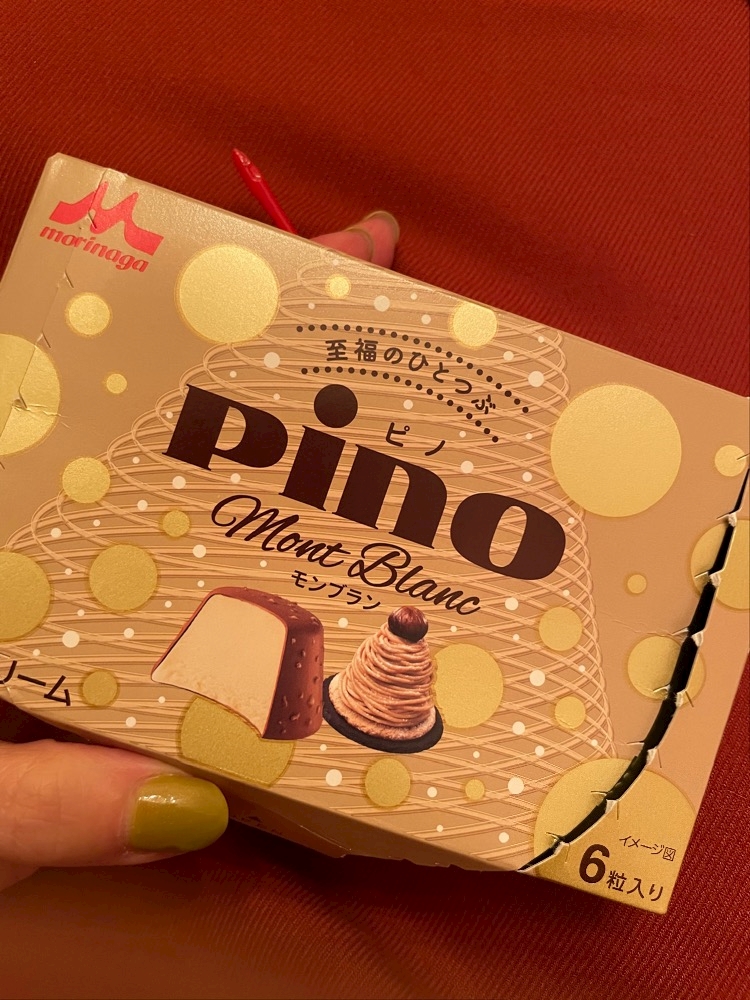 morinaga
至福のひとつぶ
ピノ
pino
Mont Blanc
モンブラン
リーム
イメージ図
6粒入り